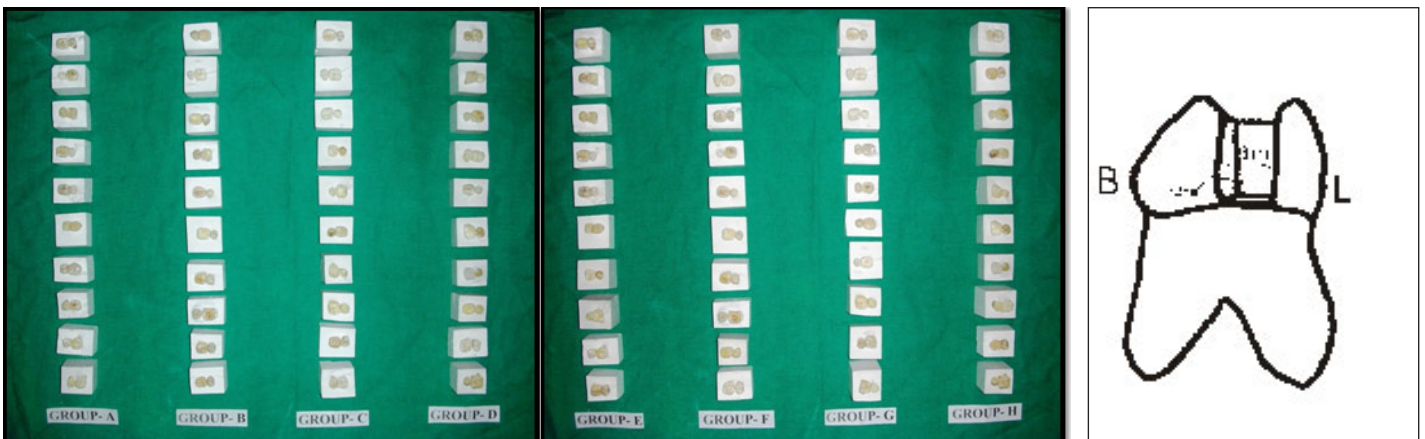 GROUP- A
GROUP- B
GROUP- C
GROUP- D
GROUP- E
GROUP- F
GROUP- G
GROUP- H
B
L